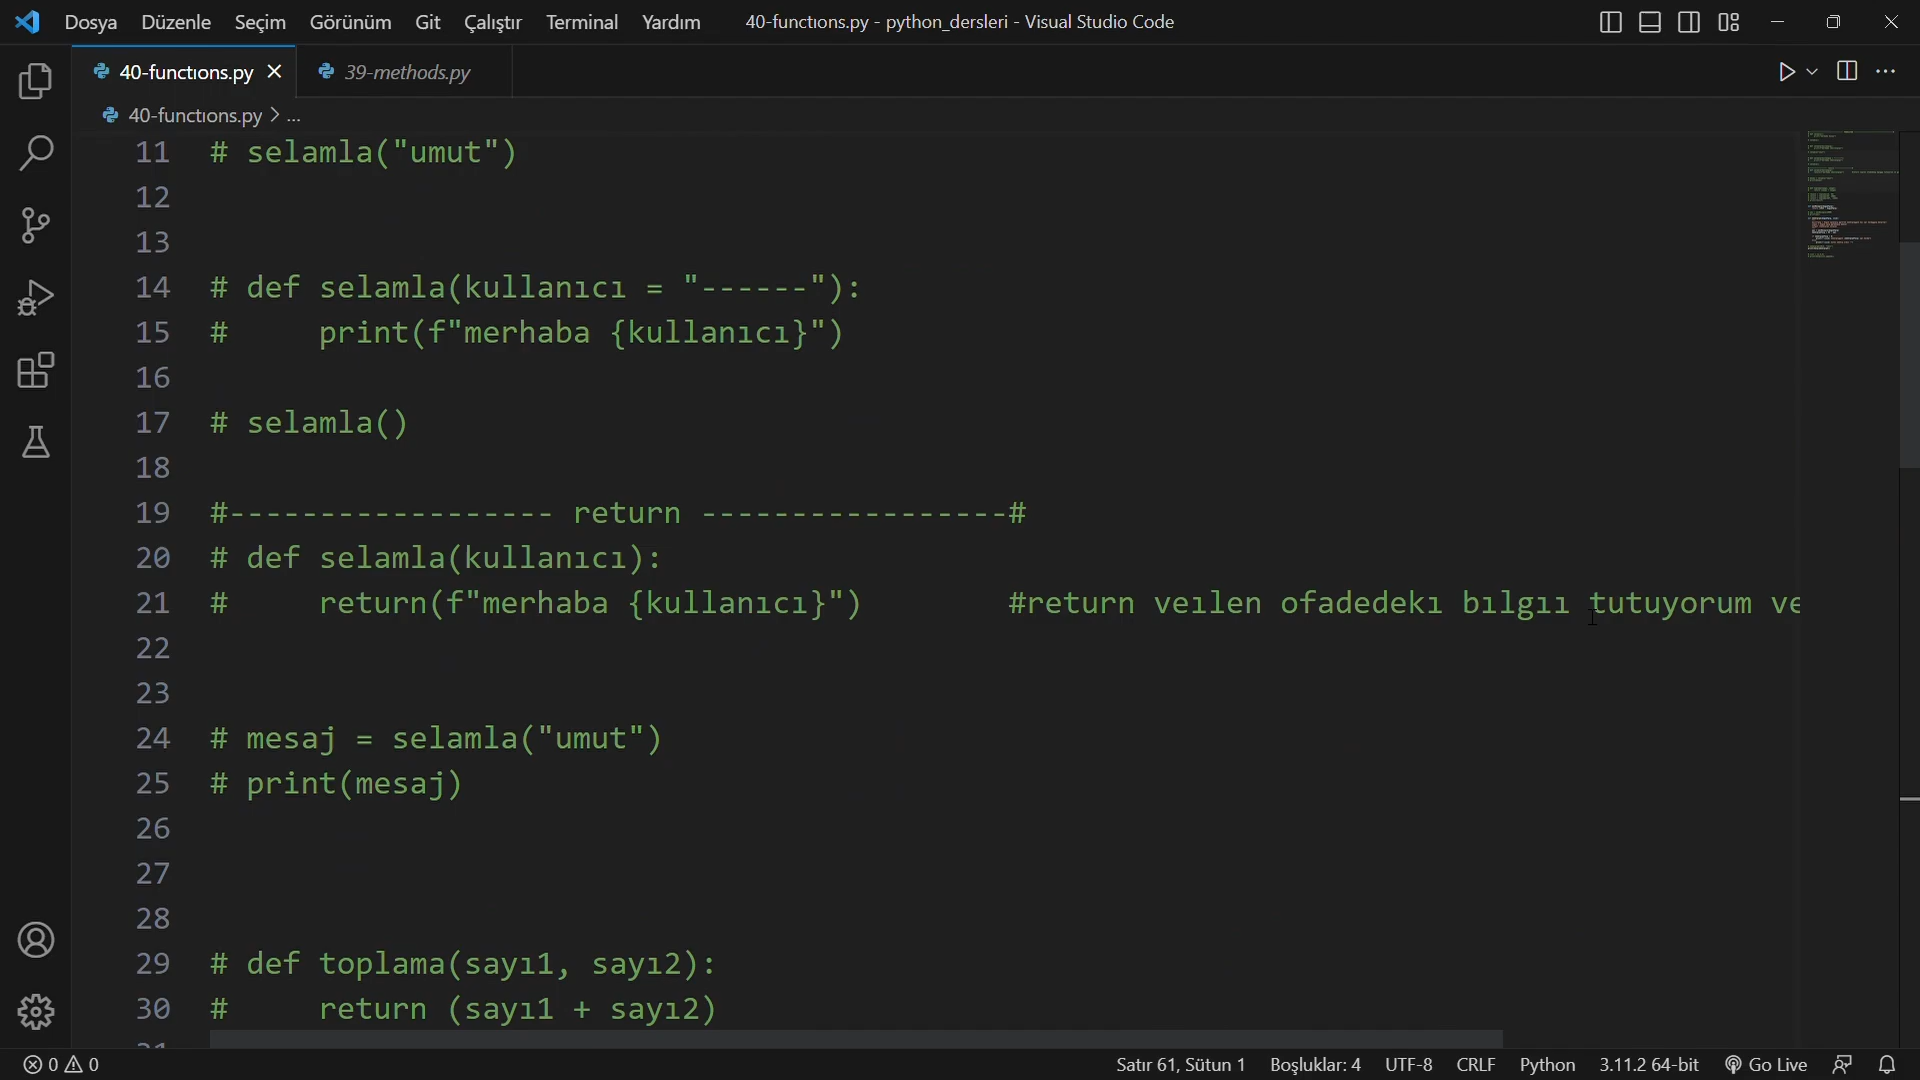 Dosya Düzenle Seçim Görünüm Git Çalıştır Terminal Yardım 40-functıons.py - python_dersleri - Visual Studio Code
40-functıons.py 39-methods.py
40-functıons.py > ...
11 # selamla("umut")
12
13
14 # def selamla(kullanıcı = "------"):
15 #     print(f"merhaba {kullanıcı}")
16
17 # selamla()
18
19 #------------------ return -----------------#
20 # def selamla(kullanıcı):
21 #     return(f"merhaba {kullanıcı}")        #return veılen ofadedekı bılgıı tutuyorum ve
22
23
24 # mesaj = selamla("umut")
25 # print(mesaj)
26
27
28
29 # def toplama(sayı1, sayı2):
30 #     return (sayı1 + sayı2)
0 0 Satır 61, Sütun 1 Boşluklar: 4 UTF-8 CRLF Python 3.11.2 64-bit Go Live